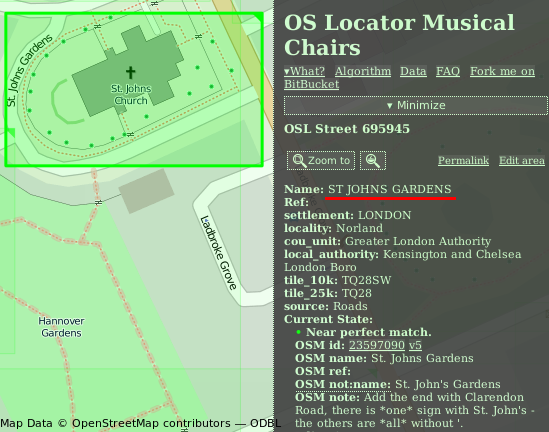 St. Johns Gardens
St. Johns
Church
Ladbroke Grove
Hannover
Gardens
Map Data © OpenStreetMap contributors — ODBL
OS Locator Musical
Chairs
▾What? Algorithm Data FAQ Fork me on
BitBucket
▾ Minimize
OSL Street 695945
Zoom to
Permalink Edit area
Name: ST JOHNS GARDENS
Ref:
settlement: LONDON
locality: Norland
cou_unit: Greater London Authority
local_authority: Kensington and Chelsea
London Boro
tile_10k: TQ28SW
tile_25k: TQ28
source: Roads
Current State:
• Near perfect match.
OSM id: 23597090 v5
OSM name: St. Johns Gardens
OSM ref:
OSM not:name: St. John's Gardens
OSM note: Add the end with Clarendon
Road, there is *one* sign with St. John's -
the others are *all* without '.